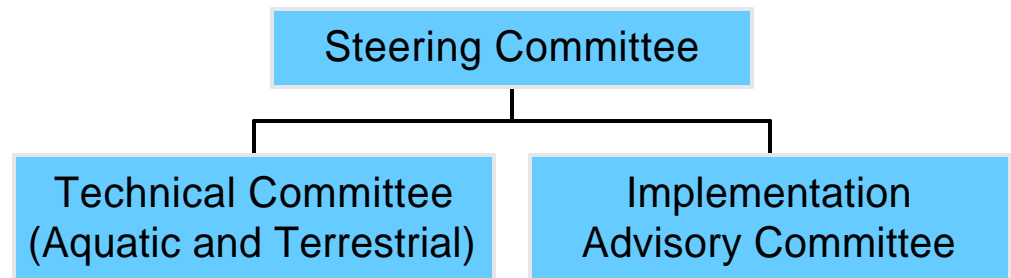 Steering Committee
Technical Committee
(Aquatic and Terrestrial)
Implementation
Advisory Committee